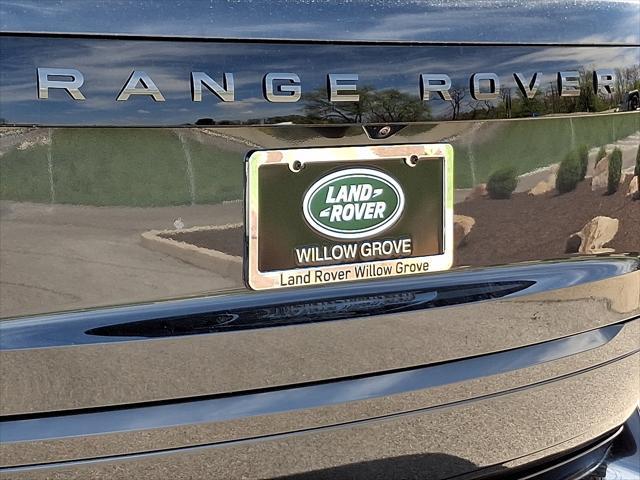 RANGE ROVER
LAND-
-ROVER
WILLOW GROVE
Land Rover Willow Grove